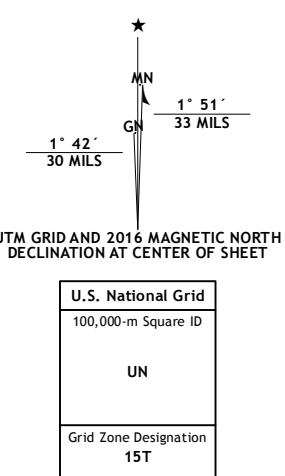 ★
MN
1° 51´
33 MILS
GN
1° 42´
30 MILS
UTM GRID AND 2016 MAGNETIC NORTH
DECLINATION AT CENTER OF SHEET
U.S. National Grid
100,000-m Square ID
UN
Grid Zone Designation
15T